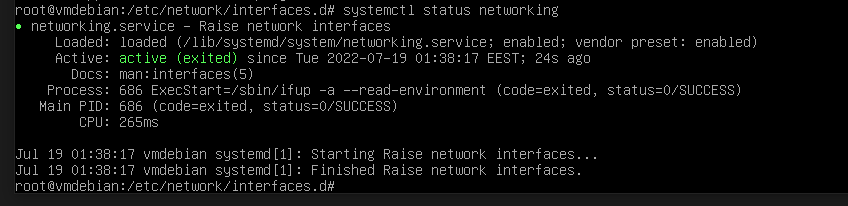 root@vmdebian:/etc/network/interfaces.d# systemctl status networking
● networking.service - Raise network interfaces
Loaded: loaded (/lib/systemd/system/networking.service; enabled; vendor preset: enabled)
Active: active (exited) since Tue 2022-07-19 01:38:17 EEST; 24s ago
Docs: man:interfaces(5)
Process: 686 ExecStart=/sbin/ifup -a --read-environment (code=exited, status=0/SUCCESS)
Main PID: 686 (code=exited, status=0/SUCCESS)
CPU: 265ms
Jul 19 01:38:17 vmdebian systemd[1]: Starting Raise network interfaces...
Jul 19 01:38:17 vmdebian systemd[1]: Finished Raise network interfaces.
root@vmdebian:/etc/network/interfaces.d#